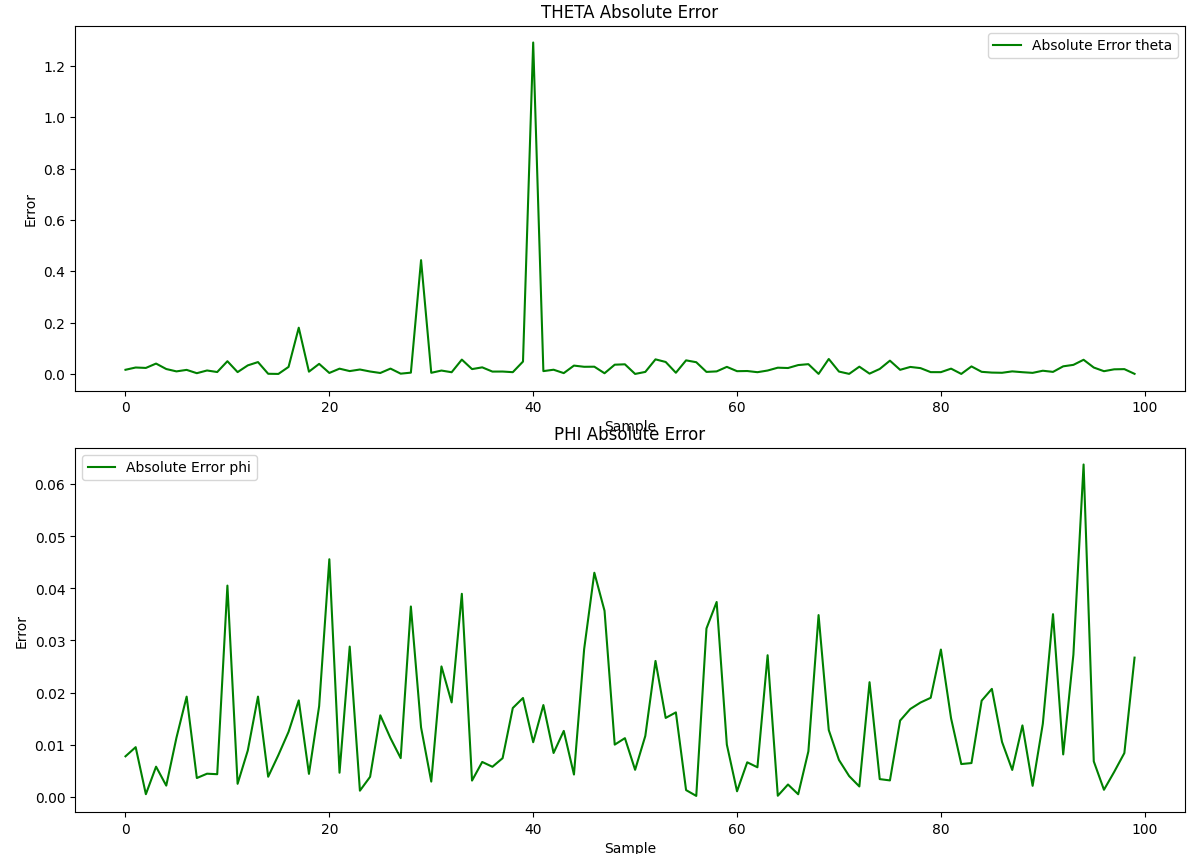 THETA Absolute Error
Absolute Error theta
Error
1.2
1.0
0.8
0.6
0.4
0.2
0.0
0 20 40 60 80 100
Sample
PHI Absolute Error
Absolute Error phi
Error
0.06
0.05
0.04
0.03
0.02
0.01
0.00
0 20 40 60 80 100
Sample